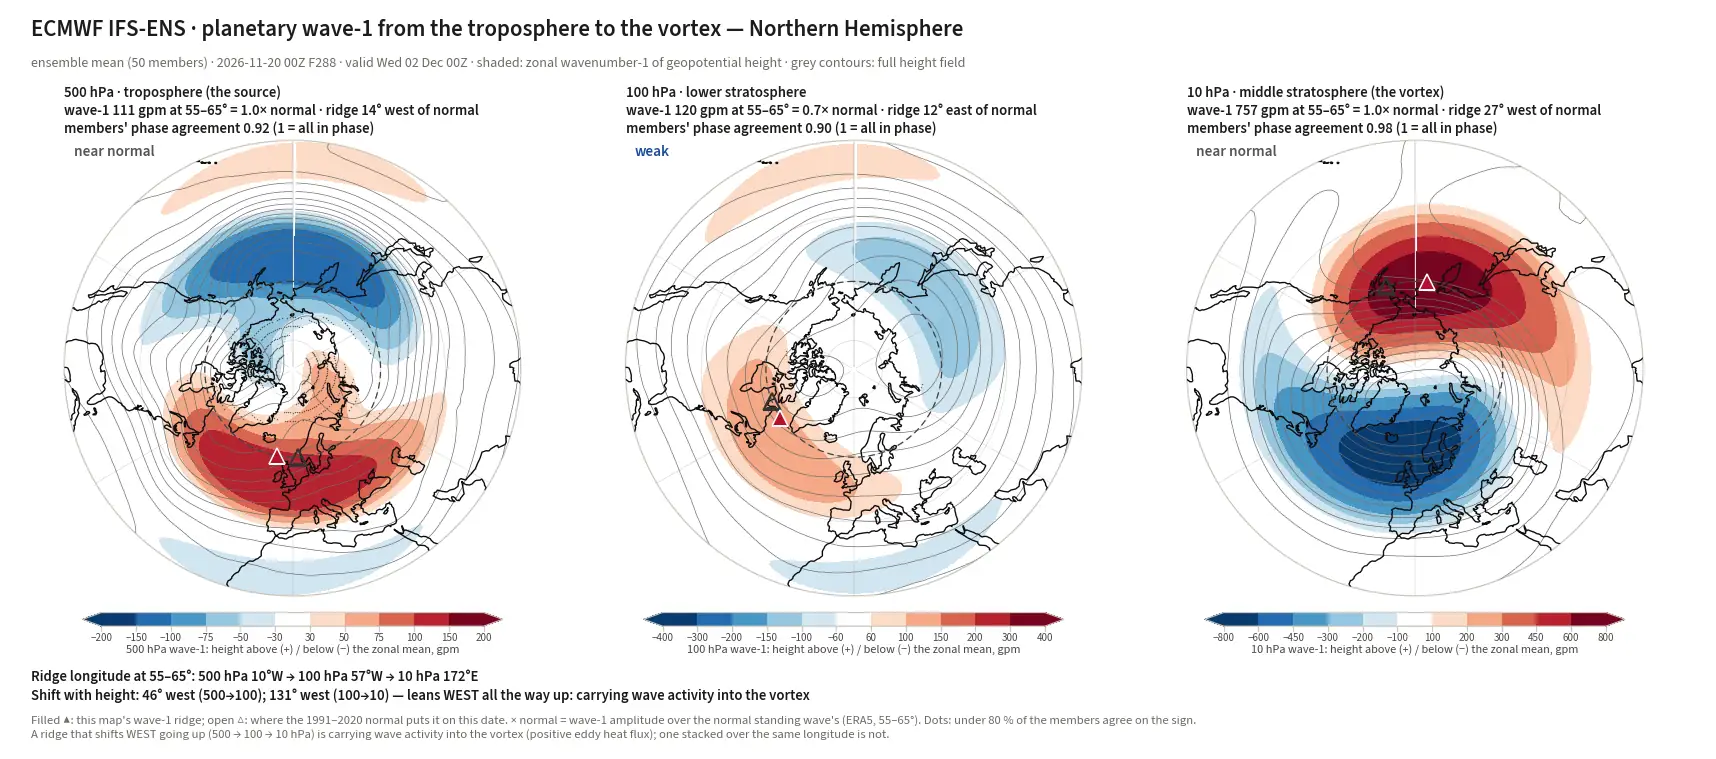 ECMWF IFS-ENS · planetary wave-1 from the troposphere to the vortex — Northern Hemisphere
ensemble mean (50 members) · 2026-11-20 00Z F288 · valid Wed 02 Dec 00Z · shaded: zonal wavenumber-1 of geopotential height · grey contours: full height field
500 hPa · troposphere (the source)
wave-1 111 gpm at 55–65° = 1.0× normal · ridge 14° west of normal
members' phase agreement 0.92 (1 = all in phase)
near normal
100 hPa · lower stratosphere
wave-1 120 gpm at 55–65° = 0.7× normal · ridge 12° east of normal
members' phase agreement 0.90 (1 = all in phase)
weak
10 hPa · middle stratosphere (the vortex)
wave-1 757 gpm at 55–65° = 1.0× normal · ridge 27° west of normal
members' phase agreement 0.98 (1 = all in phase)
near normal
−200 −150 −100 −75 −50 −30 30 50 75 100 150 200
500 hPa wave-1: height above (+) / below (−) the zonal mean, gpm
−400 −300 −200 −150 −100 −60 60 100 150 200 300 400
100 hPa wave-1: height above (+) / below (−) the zonal mean, gpm
−800 −600 −450 −300 −200 −100 100 200 300 450 600 800
10 hPa wave-1: height above (+) / below (−) the zonal mean, gpm
Ridge longitude at 55–65°: 500 hPa 10°W → 100 hPa 57°W → 10 hPa 172°E
Shift with height: 46° west (500→100); 131° west (100→10) — leans WEST all the way up: carrying wave activity into the vortex
Filled ▲: this map's wave-1 ridge; open △: where the 1991–2020 normal puts it on this date. × normal = wave-1 amplitude over the normal standing wave's (ERA5, 55–65°). Dots: under 80 % of the members agree on the sign.
A ridge that shifts WEST going up (500 → 100 → 10 hPa) is carrying wave activity into the vortex (positive eddy heat flux); one stacked over the same longitude is not.